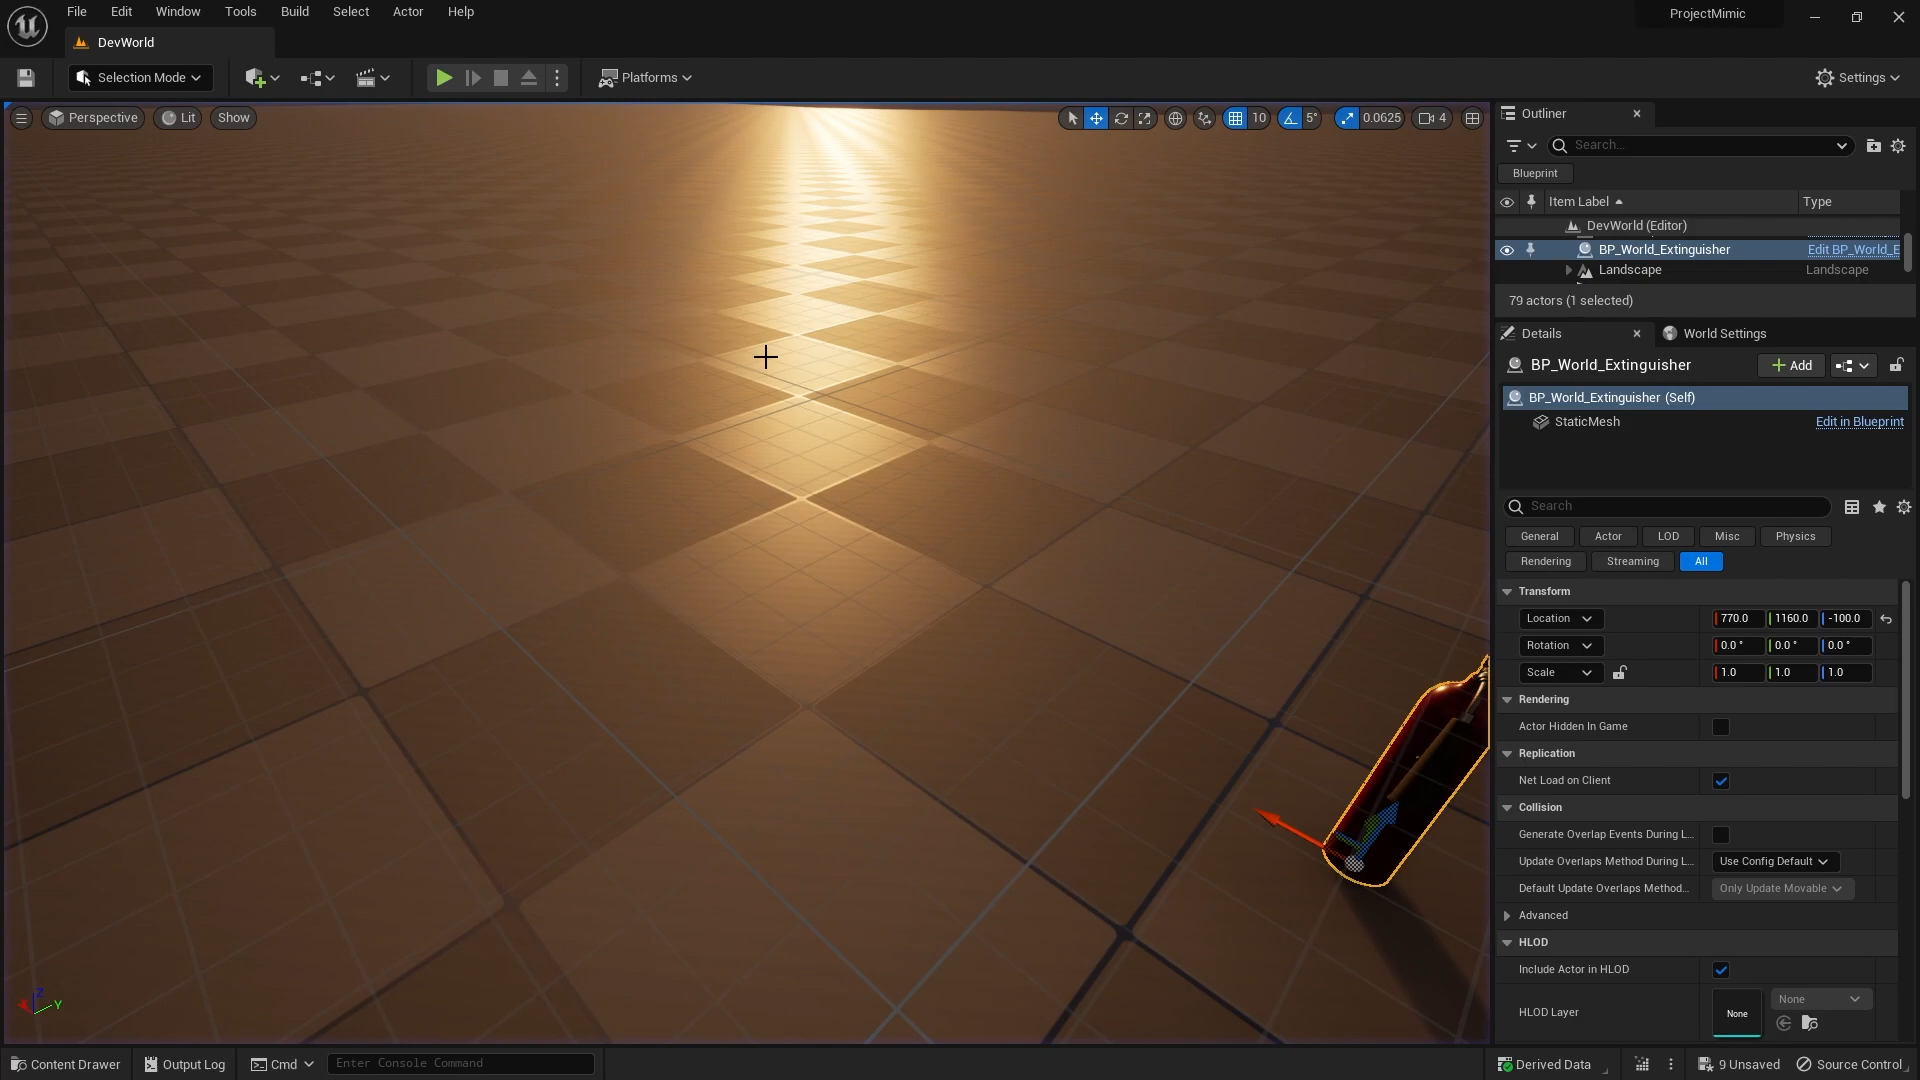 File Edit Window Tools Build Select Actor Help
ProjectMimic
DevWorld
Selection Mode
Platforms
Settings
Perspective
Lit
Show
10
5°
0.0625
4
Outliner
Search...
Blueprint
Item Label
Type
DevWorld (Editor)
BP_World_Extinguisher
Edit BP_World_E
Landscape
Landscape
79 actors (1 selected)
Details
World Settings
BP_World_Extinguisher
Add
BP_World_Extinguisher (Self)
StaticMesh
Edit in Blueprint
Search
General Actor LOD Misc Physics
Rendering Streaming All
Transform
Location 770.0 1160.0 -100.0
Rotation 0.0 ° 0.0 ° 0.0 °
Scale 1.0 1.0 1.0
Rendering
Actor Hidden In Game
Replication
Net Load on Client
Collision
Generate Overlap Events During L...
Update Overlaps Method During L... Use Config Default
Default Update Overlaps Method... Only Update Movable
Advanced
HLOD
Include Actor in HLOD
HLOD Layer
None
None
Z
X
Y
Content Drawer
Output Log
Cmd
Enter Console Command
Derived Data
9 Unsaved
Source Control